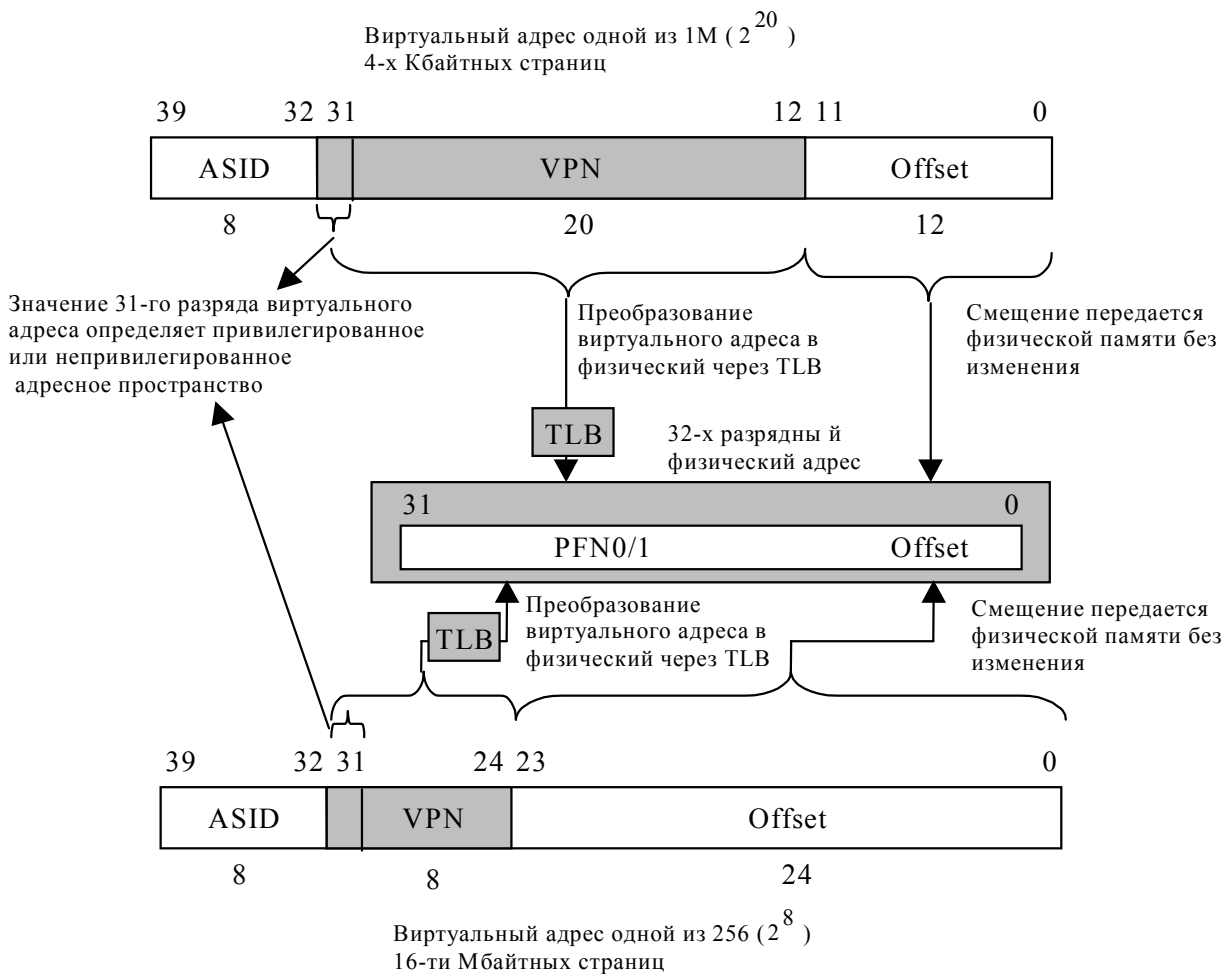 Виртуальный адрес одной из 1М ( 2 20 )
4-х Кбайтных страниц
39 32 31 12 11 0
ASID VPN Offset
8 20 12
Значение 31-го разряда виртуального
адреса определяет привилегированное
или непривилегированное
адресное пространство
Преобразование
виртуального адреса в
физический через TLB
Смещение передается
физической памяти без
изменения
TLB
32-х разрядны й
физический адрес
31 0
PFN0/1 Offset
TLB
Преобразование
виртуального адреса в
физический через TLB
Смещение передается
физической памяти без
изменения
39 32 31 24 23 0
ASID VPN Offset
8 8 24
Виртуальный адрес одной из 256 ( 2 8 )
16-ти Мбайтных страниц